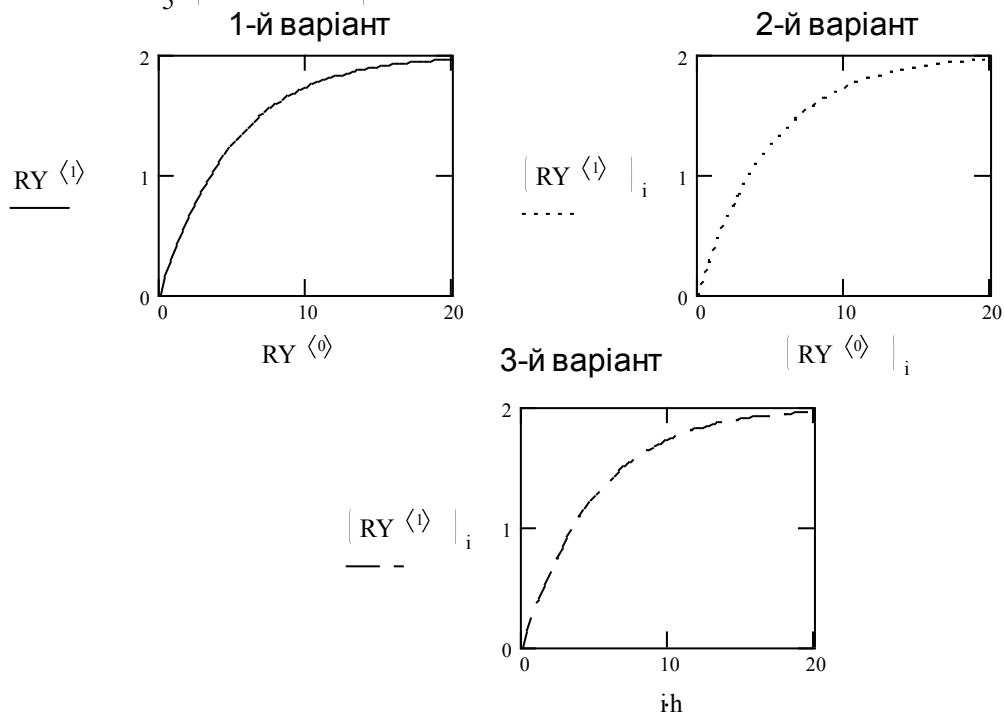 5
1-й варіант
2
1
0
0 10 20
RY ⟨1⟩
RY ⟨0⟩
2-й варіант
2
1
0
0 10 20
[ RY ⟨1⟩ ] i
[ RY ⟨0⟩ ] i
3-й варіант
2
1
0
0 10 20
[ RY ⟨1⟩ ] i
i·h